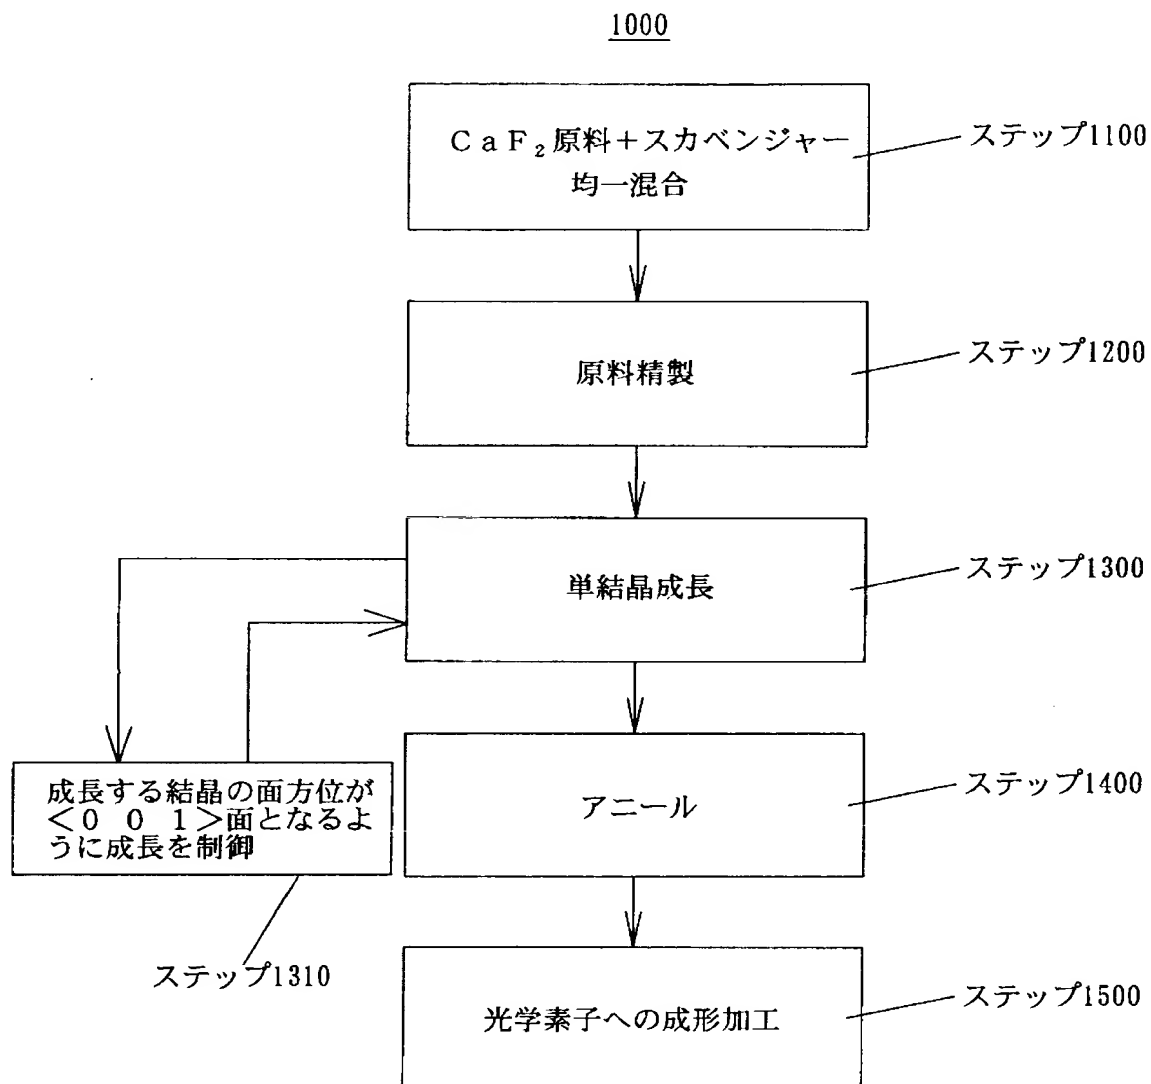 1000
CaF₂原料+スカベンジャー
均一混合
ステップ1100
原料精製
ステップ1200
単結晶成長
ステップ1300
成長する結晶の面方位が
<0 0 1>面となるよ
うに成長を制御
ステップ1310
アニール
ステップ1400
光学素子への成形加工
ステップ1500